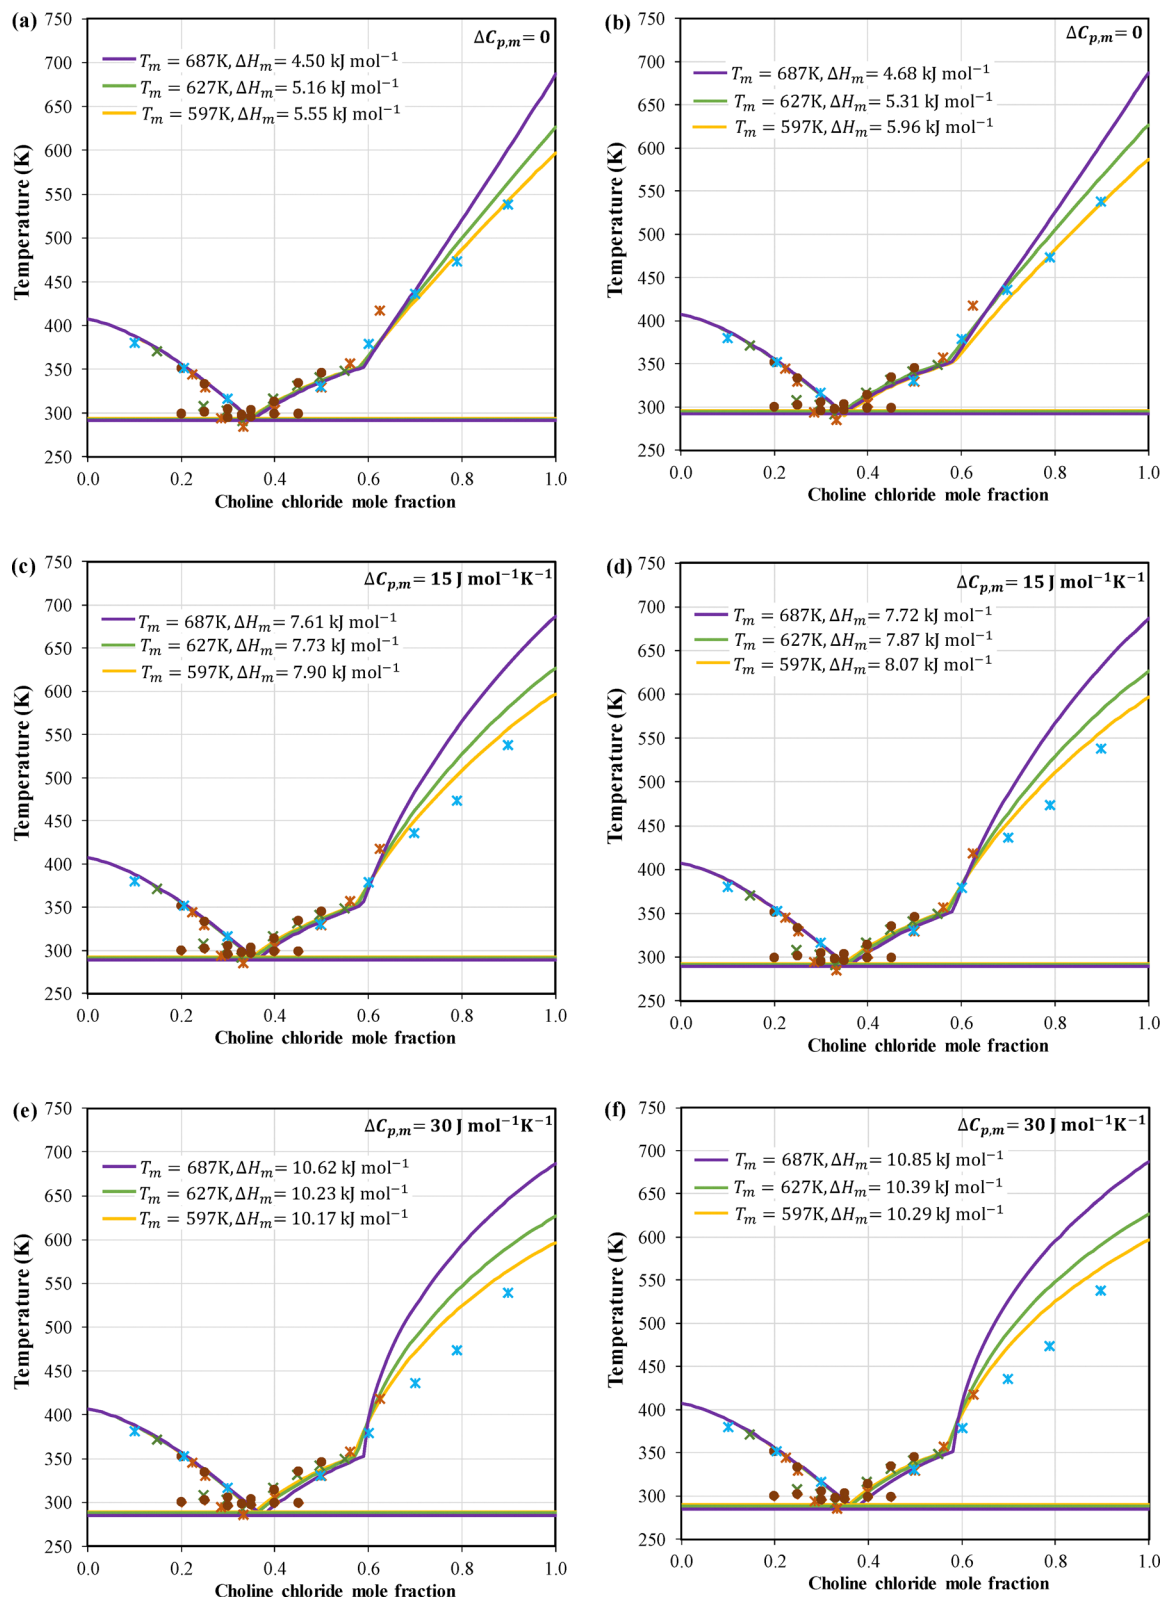 (a)
750
700
650
600
550
500
450
400
350
300
250
Temperature (K)
ΔC_{p,m} = 0
T_m = 687K, ΔH_m = 4.50 kJ mol⁻¹
T_m = 627K, ΔH_m = 5.16 kJ mol⁻¹
T_m = 597K, ΔH_m = 5.55 kJ mol⁻¹
0.0 0.2 0.4 0.6 0.8 1.0
Choline chloride mole fraction
(b)
750
700
650
600
550
500
450
400
350
300
250
Temperature (K)
ΔC_{p,m} = 0
T_m = 687K, ΔH_m = 4.68 kJ mol⁻¹
T_m = 627K, ΔH_m = 5.31 kJ mol⁻¹
T_m = 597K, ΔH_m = 5.96 kJ mol⁻¹
0.0 0.2 0.4 0.6 0.8 1.0
Choline chloride mole fraction
(c)
750
700
650
600
550
500
450
400
350
300
250
Temperature (K)
ΔC_{p,m} = 15 J mol⁻¹K⁻¹
T_m = 687K, ΔH_m = 7.61 kJ mol⁻¹
T_m = 627K, ΔH_m = 7.73 kJ mol⁻¹
T_m = 597K, ΔH_m = 7.90 kJ mol⁻¹
0.0 0.2 0.4 0.6 0.8 1.0
Choline chloride mole fraction
(d)
750
700
650
600
550
500
450
400
350
300
250
Temperature (K)
ΔC_{p,m} = 15 J mol⁻¹K⁻¹
T_m = 687K, ΔH_m = 7.72 kJ mol⁻¹
T_m = 627K, ΔH_m = 7.87 kJ mol⁻¹
T_m = 597K, ΔH_m = 8.07 kJ mol⁻¹
0.0 0.2 0.4 0.6 0.8 1.0
Choline chloride mole fraction
(e)
750
700
650
600
550
500
450
400
350
300
250
Temperature (K)
ΔC_{p,m} = 30 J mol⁻¹K⁻¹
T_m = 687K, ΔH_m = 10.62 kJ mol⁻¹
T_m = 627K, ΔH_m = 10.23 kJ mol⁻¹
T_m = 597K, ΔH_m = 10.17 kJ mol⁻¹
0.0 0.2 0.4 0.6 0.8 1.0
Choline chloride mole fraction
(f)
750
700
650
600
550
500
450
400
350
300
250
Temperature (K)
ΔC_{p,m} = 30 J mol⁻¹K⁻¹
T_m = 687K, ΔH_m = 10.85 kJ mol⁻¹
T_m = 627K, ΔH_m = 10.39 kJ mol⁻¹
T_m = 597K, ΔH_m = 10.29 kJ mol⁻¹
0.0 0.2 0.4 0.6 0.8 1.0
Choline chloride mole fraction